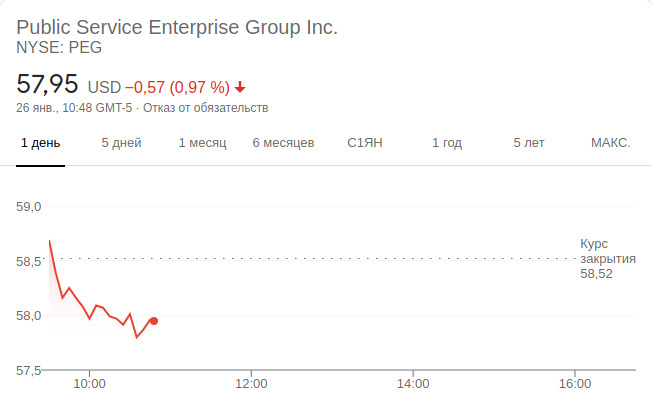 Public Service Enterprise Group Inc.
NYSE: PEG
57,95 USD −0,57 (0,97 %)
26 янв., 10:48 GMT-5 · Отказ от обязательств
1 день 5 дней 1 месяц 6 месяцев С1ЯН 1 год 5 лет МАКС.
59,0
Курс
закрытия
58,52
58,5
58,0
57,5
10:00 12:00 14:00 16:00